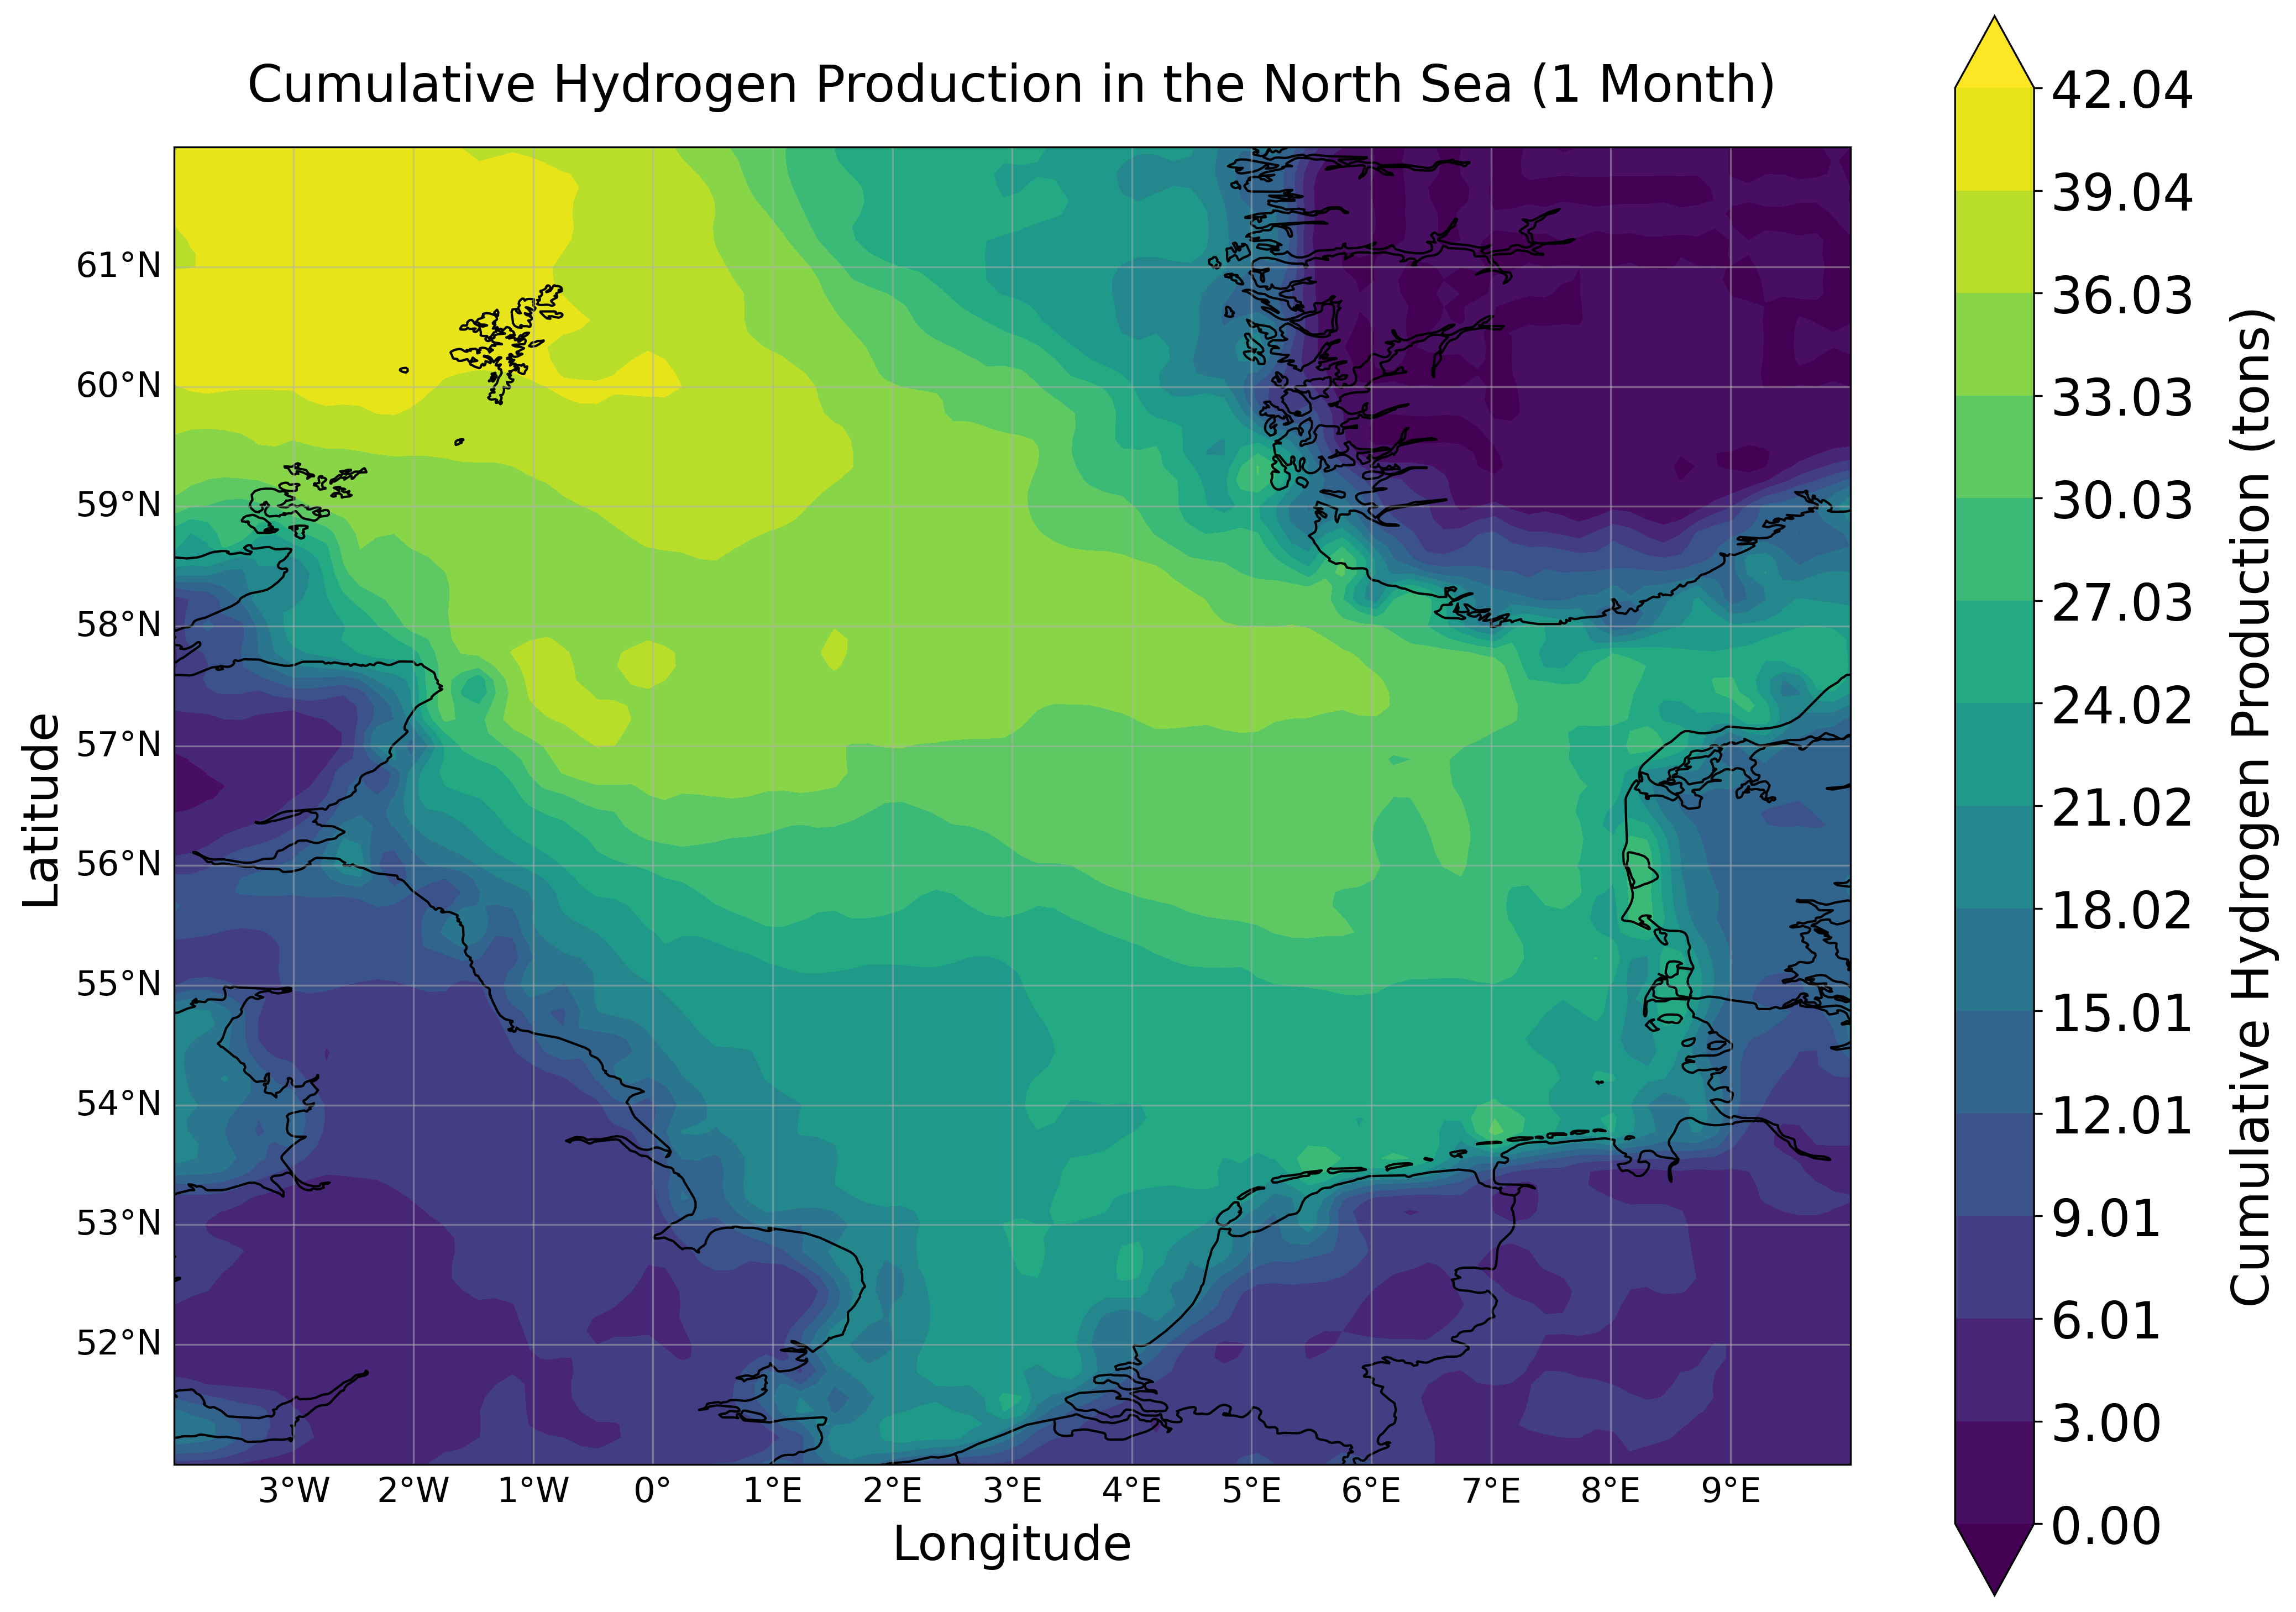 Cumulative Hydrogen Production in the North Sea (1 Month)
61°N
60°N
59°N
58°N
57°N
56°N
55°N
54°N
53°N
52°N
Latitude
3°W 2°W 1°W 0° 1°E 2°E 3°E 4°E 5°E 6°E 7°E 8°E 9°E
Longitude
42.04
39.04
36.03
33.03
30.03
27.03
24.02
21.02
18.02
15.01
12.01
9.01
6.01
3.00
0.00
Cumulative Hydrogen Production (tons)